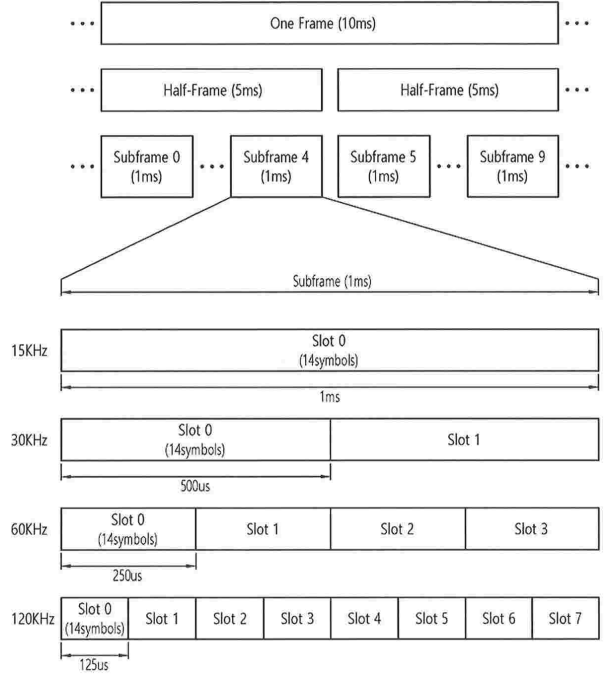 ••• One Frame (10ms) •••
••• Half-Frame (5ms) Half-Frame (5ms) •••
••• Subframe 0 ••• Subframe 4 Subframe 5 ••• Subframe 9 •••
(1ms) (1ms) (1ms) (1ms)
Subframe (1ms)
15KHz Slot 0
(14symbols)
1ms
30KHz Slot 0 Slot 1
(14symbols)
500us
60KHz Slot 0 Slot 1 Slot 2 Slot 3
(14symbols)
250us
120KHz Slot 0 Slot 1 Slot 2 Slot 3 Slot 4 Slot 5 Slot 6 Slot 7
(14symbols)
125us